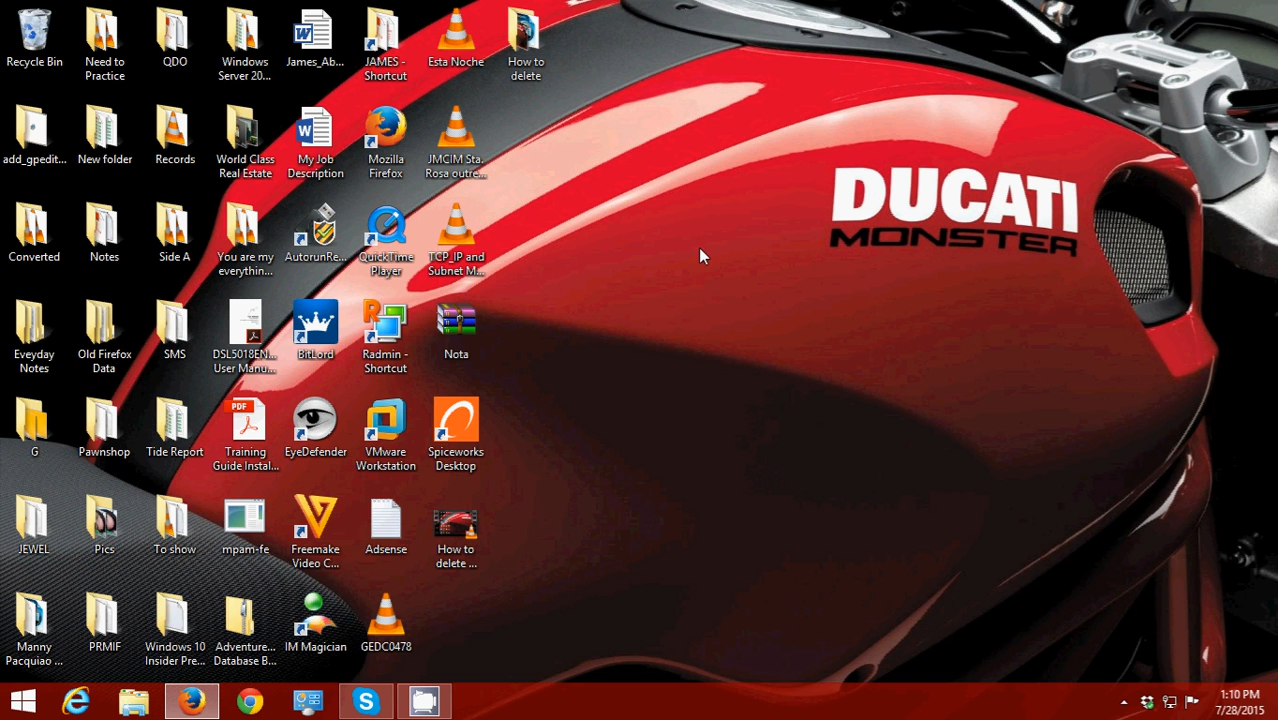 Recycle Bin
Need to
Practice
QDO
Windows
Server 20...
James_Ab...
JAMES -
Shortcut
Esta Noche
How to
delete
add_gpedit...
New folder
Records
World Class
Real Estate
My Job
Description
Mozilla
Firefox
JMCIM Sta.
Rosa outre...
Converted
Notes
Side A
You are my
everythin...
AutorunRe...
QuickTime
Player
TCP_IP and
Subnet M...
Eveyday
Notes
Old Firefox
Data
SMS
DSL5018EN...
User Manu...
BitLord
Radmin -
Shortcut
Nota
G
Pawnshop
Tide Report
PDF
Training
Guide Instal...
EyeDefender
VMware
Workstation
Spiceworks
Desktop
JEWEL
Pics
To show
mpam-fe
Freemake
Video C...
Adsense
How to
delete ...
Manny
Pacquiao ...
PRMIF
Windows 10
Insider Pre...
Adventure...
Database B...
IM Magician
GEDC0478
DUCATI
MONSTER
1:10 PM
7/28/2015